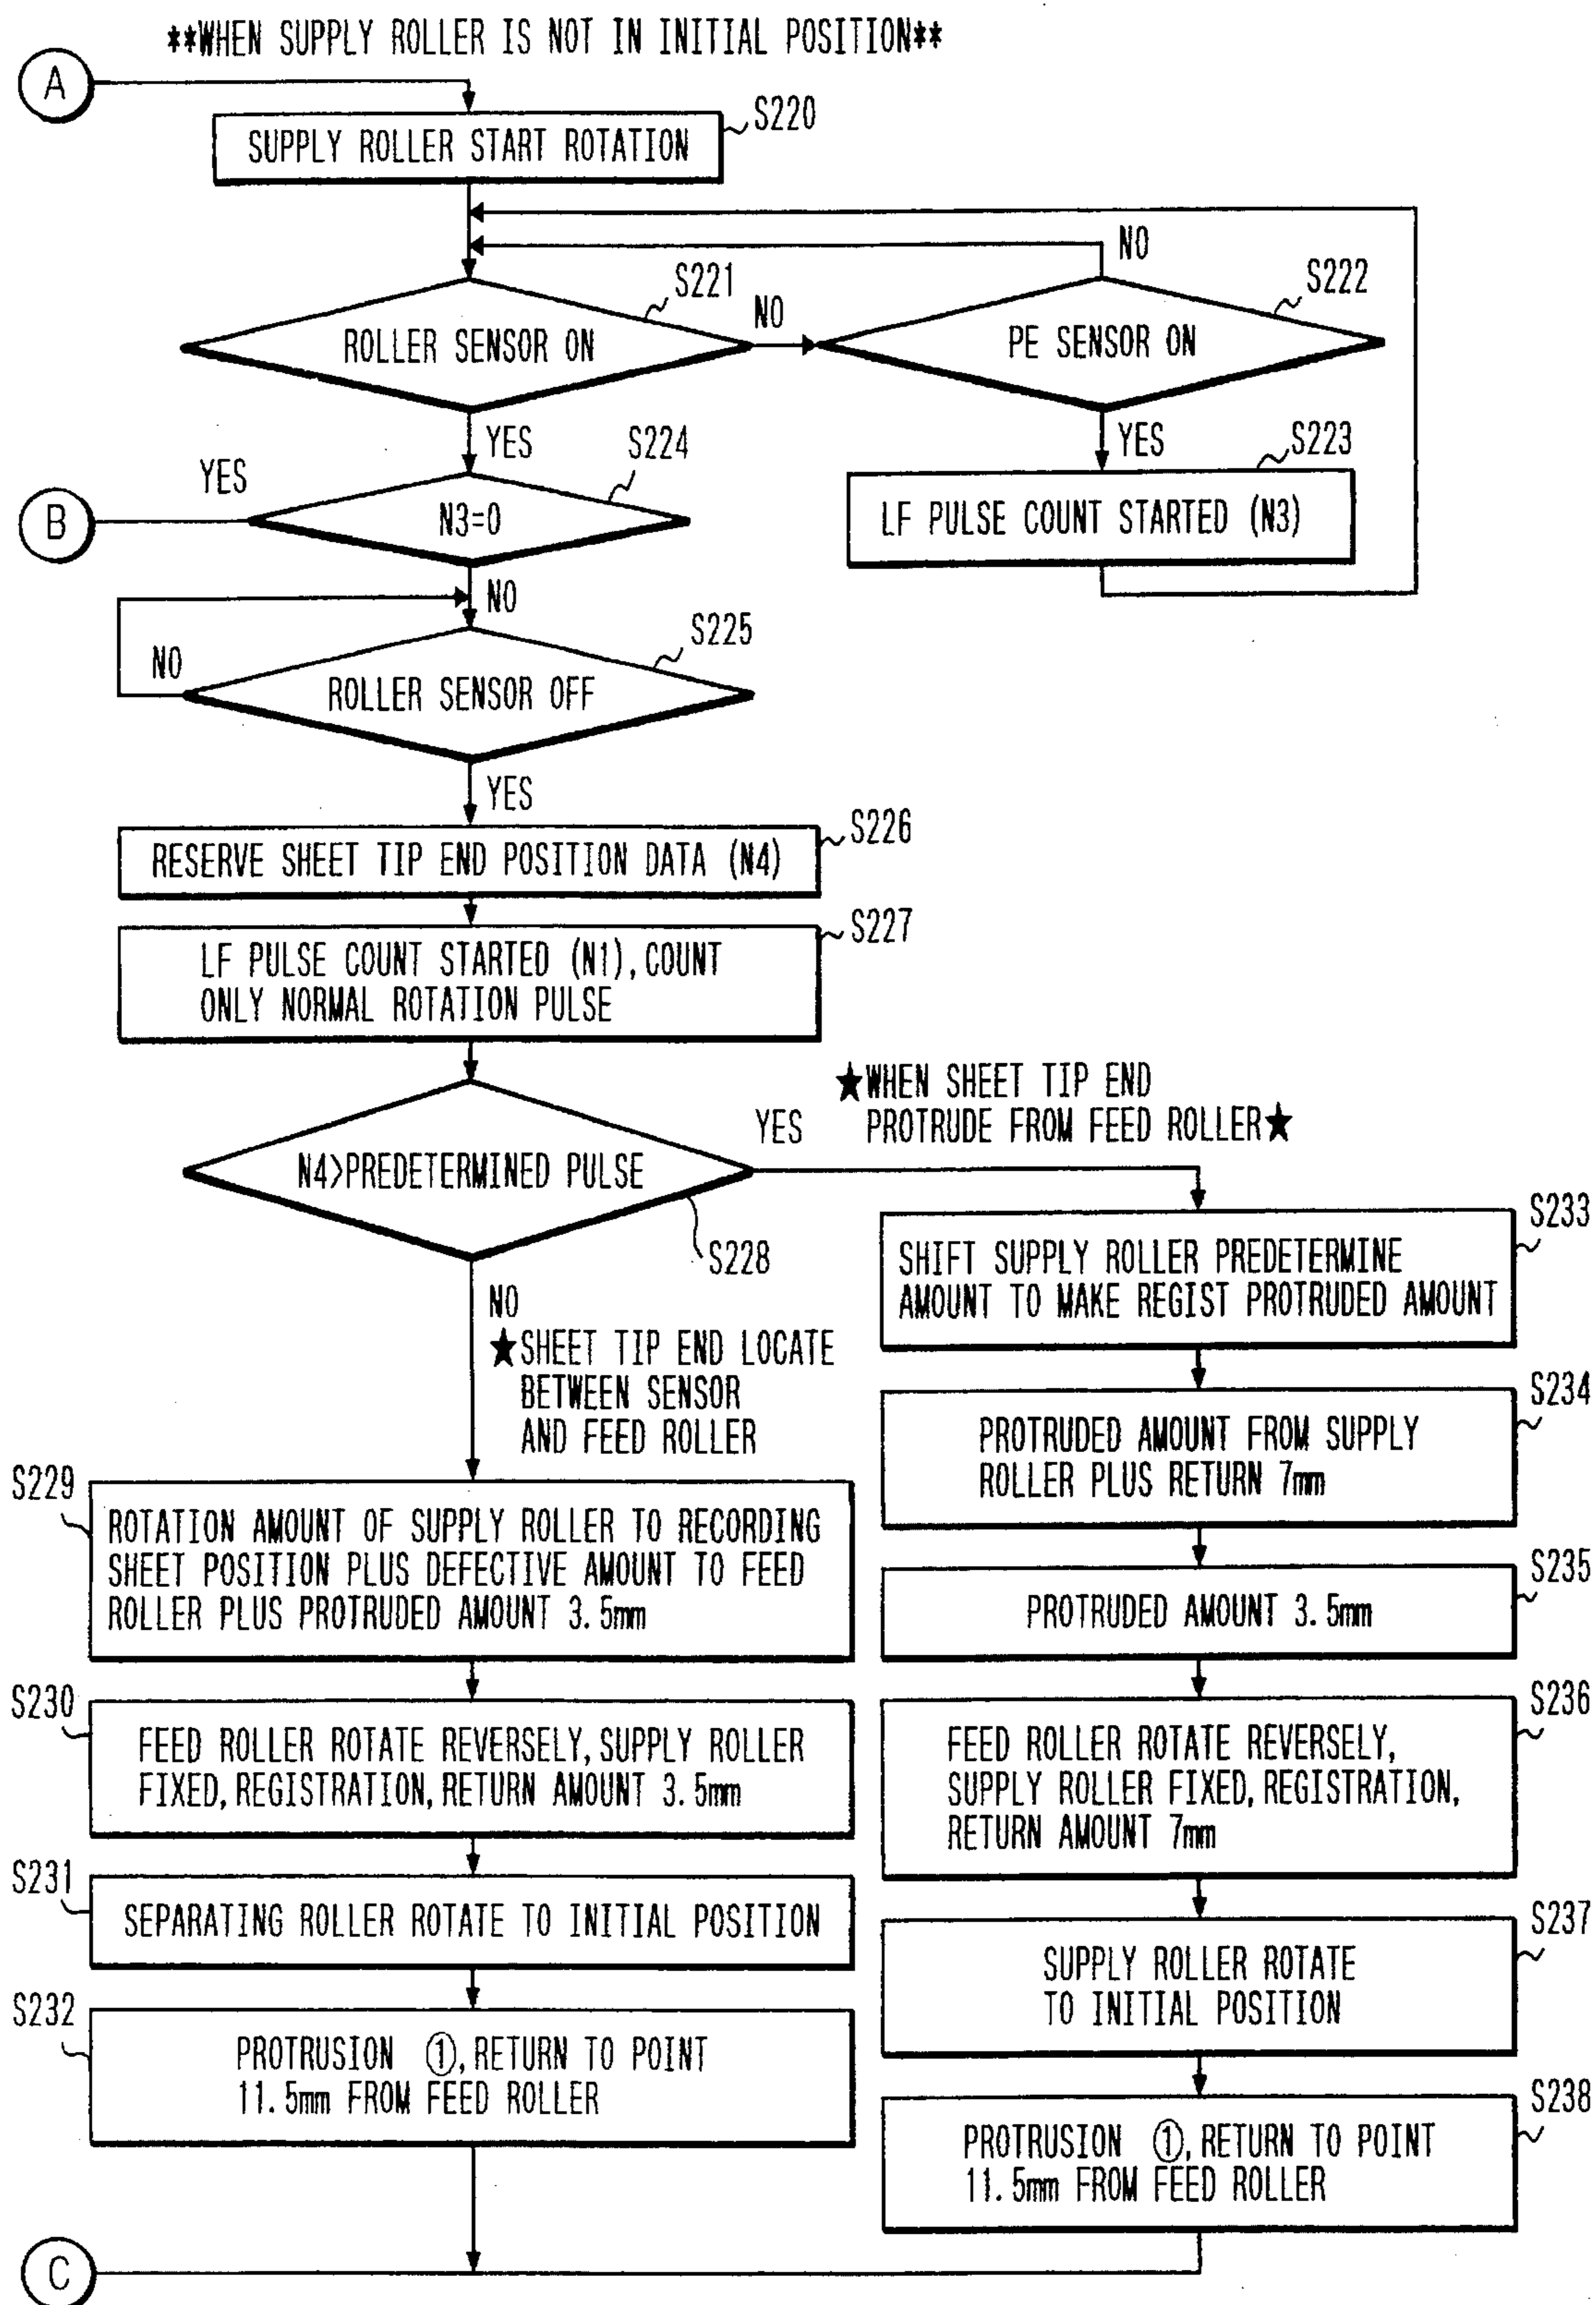 **WHEN SUPPLY ROLLER IS NOT IN INITIAL POSITION**
A
S220
SUPPLY ROLLER START ROTATION
NO
S221
S222
NO
ROLLER SENSOR ON
PE SENSOR ON
YES
S224
YES
S223
YES
B
N3=0
LF PULSE COUNT STARTED (N3)
NO
S225
NO
ROLLER SENSOR OFF
YES
S226
RESERVE SHEET TIP END POSITION DATA (N4)
S227
LF PULSE COUNT STARTED (N1), COUNT
ONLY NORMAL ROTATION PULSE
★WHEN SHEET TIP END
PROTRUDE FROM FEED ROLLER★
YES
N4>PREDETERMINED PULSE
S228
NO
★SHEET TIP END LOCATE
BETWEEN SENSOR
AND FEED ROLLER
S233
SHIFT SUPPLY ROLLER PREDETERMINE
AMOUNT TO MAKE REGIST PROTRUDED AMOUNT
S234
PROTRUDED AMOUNT FROM SUPPLY
ROLLER PLUS RETURN 7mm
S229
ROTATION AMOUNT OF SUPPLY ROLLER TO RECORDING
SHEET POSITION PLUS DEFECTIVE AMOUNT TO FEED
ROLLER PLUS PROTRUDED AMOUNT 3.5mm
S235
PROTRUDED AMOUNT 3.5mm
S230
FEED ROLLER ROTATE REVERSELY, SUPPLY ROLLER
FIXED, REGISTRATION, RETURN AMOUNT 3.5mm
S236
FEED ROLLER ROTATE REVERSELY,
SUPPLY ROLLER FIXED, REGISTRATION,
RETURN AMOUNT 7mm
S231
SEPARATING ROLLER ROTATE TO INITIAL POSITION
S237
SUPPLY ROLLER ROTATE
TO INITIAL POSITION
S232
PROTRUSION ①, RETURN TO POINT
11.5mm FROM FEED ROLLER
S238
PROTRUSION ①, RETURN TO POINT
11.5mm FROM FEED ROLLER
C